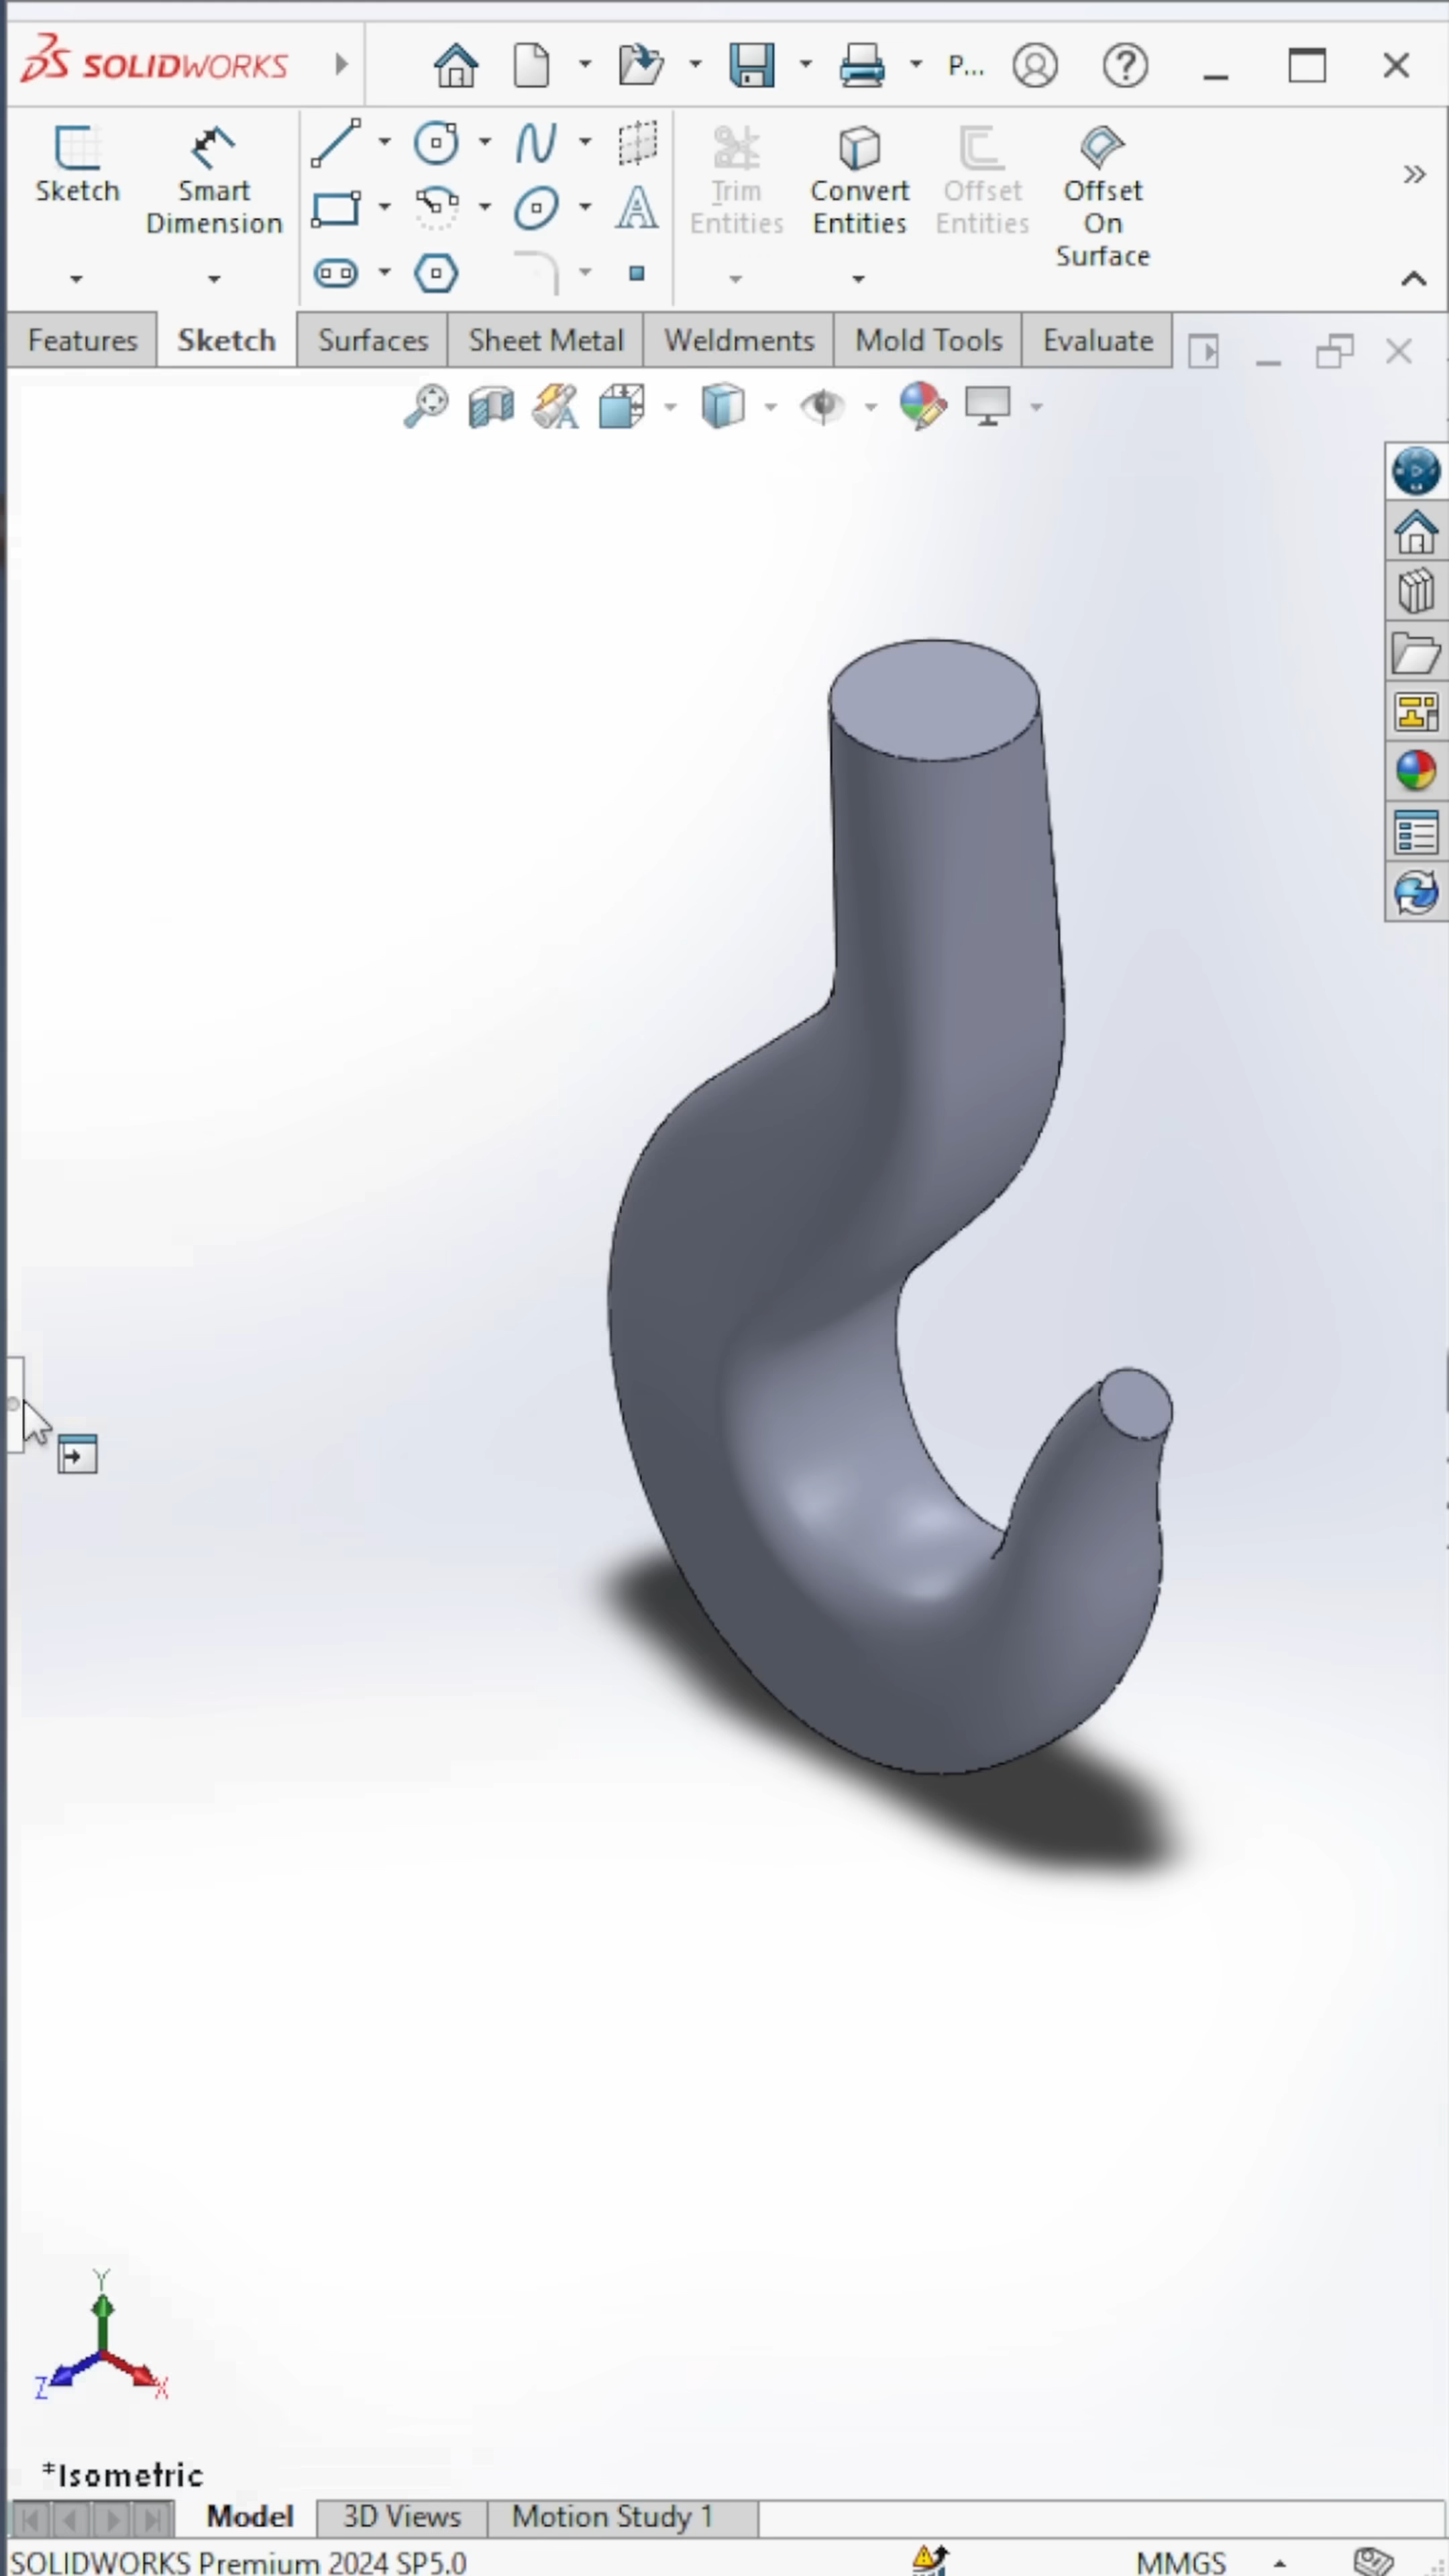 SOLIDWORKS
P...
Sketch
Smart
Dimension
Trim
Entities
Convert
Entities
Offset
Entities
Offset
On
Surface
Features
Sketch
Surfaces
Sheet Metal
Weldments
Mold Tools
Evaluate
Y
Z
X
*Isometric
Model
3D Views
Motion Study 1
SOLIDWORKS Premium 2024 SP5.0
MMGS